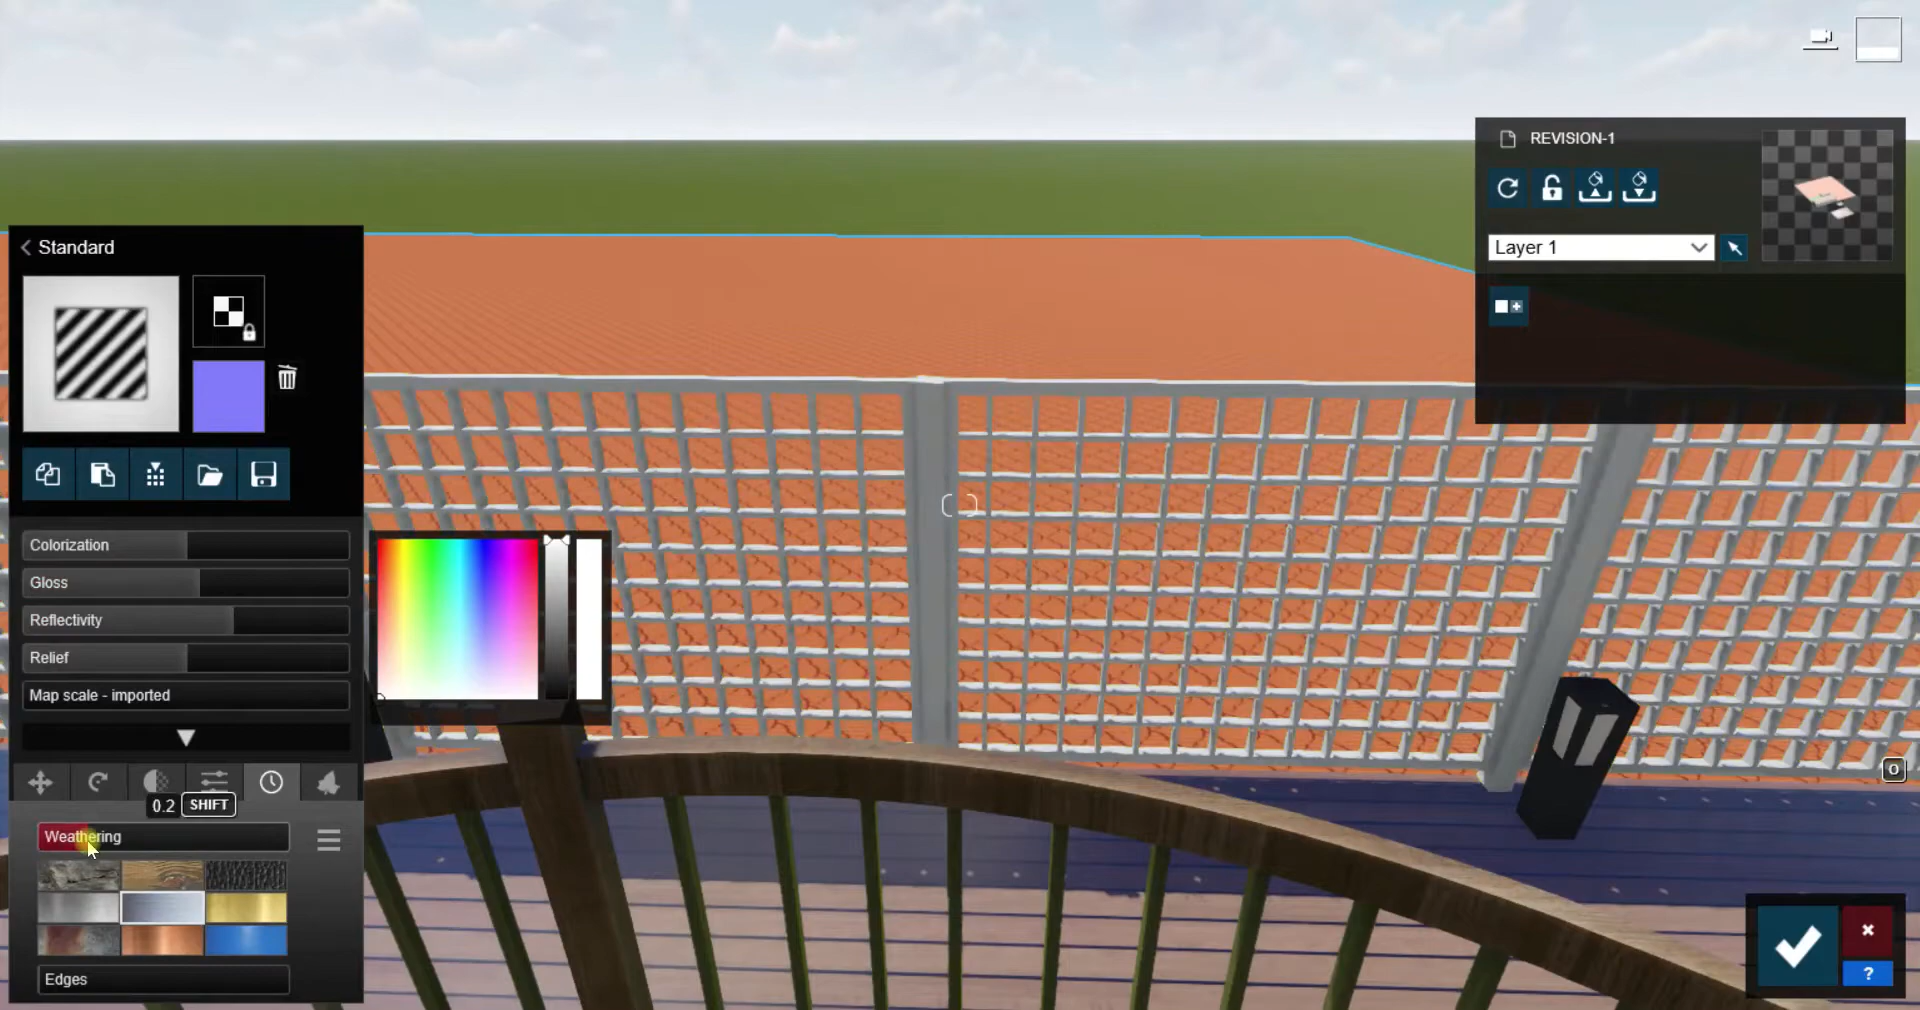 REVISION-1
Layer 1
Standard
Colorization
Gloss
Reflectivity
Relief
Map scale - imported
0.2 SHIFT
Weathering
Edges
O
?